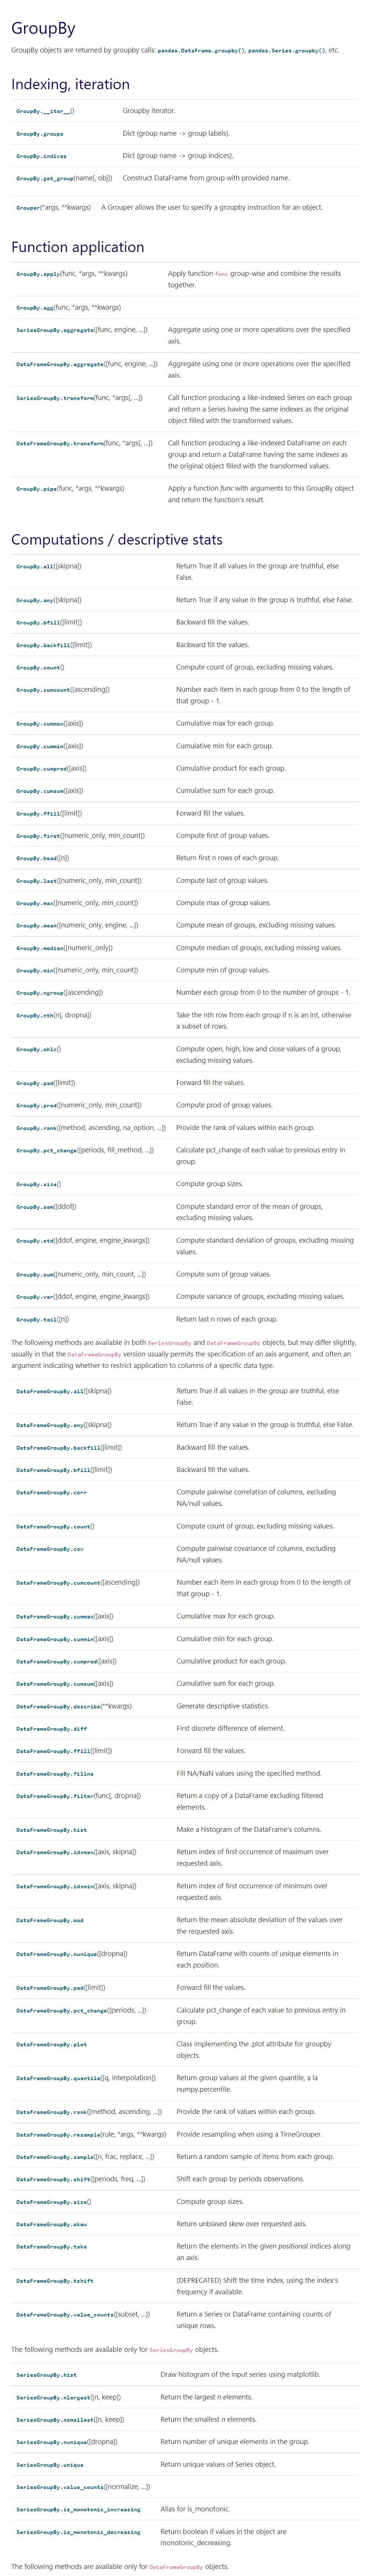 GroupBy
GroupBy objects are returned by groupby calls: pandas.DataFrame.groupby(), pandas.Series.groupby(), etc.
Indexing, iteration
GroupBy.__iter__() Groupby iterator.
GroupBy.groups Dict {group name -> group labels}.
GroupBy.indices Dict {group name -> group indices}.
GroupBy.get_group(name[, obj]) Construct DataFrame from group with provided name.
Grouper(*args, **kwargs) A Grouper allows the user to specify a groupby instruction for an object.
Function application
GroupBy.apply(func, *args, **kwargs) Apply function func group-wise and combine the results
together.
GroupBy.agg(func, *args, **kwargs)
SeriesGroupBy.aggregate([func, engine, ...]) Aggregate using one or more operations over the specified
axis.
DataFrameGroupBy.aggregate([func, engine, ...]) Aggregate using one or more operations over the specified
axis.
SeriesGroupBy.transform(func, *args[, ...]) Call function producing a like-indexed Series on each group
and return a Series having the same indexes as the original
object filled with the transformed values.
DataFrameGroupBy.transform(func, *args[, ...]) Call function producing a like-indexed DataFrame on each
group and return a DataFrame having the same indexes as
the original object filled with the transformed values.
GroupBy.pipe(func, *args, **kwargs) Apply a function func with arguments to this GroupBy object
and return the function's result.
Computations / descriptive stats
GroupBy.all([skipna]) Return True if all values in the group are truthful, else
False.
GroupBy.any([skipna]) Return True if any value in the group is truthful, else False.
GroupBy.bfill([limit]) Backward fill the values.
GroupBy.backfill([limit]) Backward fill the values.
GroupBy.count() Compute count of group, excluding missing values.
GroupBy.cumcount([ascending]) Number each item in each group from 0 to the length of
that group - 1.
GroupBy.cummax([axis]) Cumulative max for each group.
GroupBy.cummin([axis]) Cumulative min for each group.
GroupBy.cumprod([axis]) Cumulative product for each group.
GroupBy.cumsum([axis]) Cumulative sum for each group.
GroupBy.ffill([limit]) Forward fill the values.
GroupBy.first([numeric_only, min_count]) Compute first of group values.
GroupBy.head([n]) Return first n rows of each group.
GroupBy.last([numeric_only, min_count]) Compute last of group values.
GroupBy.max([numeric_only, min_count]) Compute max of group values.
GroupBy.mean([numeric_only, engine, ...]) Compute mean of groups, excluding missing values.
GroupBy.median([numeric_only]) Compute median of groups, excluding missing values.
GroupBy.min([numeric_only, min_count]) Compute min of group values.
GroupBy.ngroup([ascending]) Number each group from 0 to the number of groups - 1.
GroupBy.nth(n[, dropna]) Take the nth row from each group if n is an int, otherwise
a subset of rows.
GroupBy.ohlc() Compute open, high, low and close values of a group,
excluding missing values.
GroupBy.pad([limit]) Forward fill the values.
GroupBy.prod([numeric_only, min_count]) Compute prod of group values.
GroupBy.rank([method, ascending, na_option, ...]) Provide the rank of values within each group.
GroupBy.pct_change([periods, fill_method, ...]) Calculate pct_change of each value to previous entry in
group.
GroupBy.size() Compute group sizes.
GroupBy.sem([ddof]) Compute standard error of the mean of groups,
excluding missing values.
GroupBy.std([ddof, engine, engine_kwargs]) Compute standard deviation of groups, excluding missing
values.
GroupBy.sum([numeric_only, min_count, ...]) Compute sum of group values.
GroupBy.var([ddof, engine, engine_kwargs]) Compute variance of groups, excluding missing values.
GroupBy.tail([n]) Return last n rows of each group.
The following methods are available in both SeriesGroupBy and DataFrameGroupBy objects, but may differ slightly,
usually in that the DataFrameGroupBy version usually permits the specification of an axis argument, and often an
argument indicating whether to restrict application to columns of a specific data type.
DataFrameGroupBy.all([skipna]) Return True if all values in the group are truthful, else
False.
DataFrameGroupBy.any([skipna]) Return True if any value in the group is truthful, else False.
DataFrameGroupBy.backfill([limit]) Backward fill the values.
DataFrameGroupBy.bfill([limit]) Backward fill the values.
DataFrameGroupBy.corr Compute pairwise correlation of columns, excluding
NA/null values.
DataFrameGroupBy.count() Compute count of group, excluding missing values.
DataFrameGroupBy.cov Compute pairwise covariance of columns, excluding
NA/null values.
DataFrameGroupBy.cumcount([ascending]) Number each item in each group from 0 to the length of
that group - 1.
DataFrameGroupBy.cummax([axis]) Cumulative max for each group.
DataFrameGroupBy.cummin([axis]) Cumulative min for each group.
DataFrameGroupBy.cumprod([axis]) Cumulative product for each group.
DataFrameGroupBy.cumsum([axis]) Cumulative sum for each group.
DataFrameGroupBy.describe(**kwargs) Generate descriptive statistics.
DataFrameGroupBy.diff First discrete difference of element.
DataFrameGroupBy.ffill([limit]) Forward fill the values.
DataFrameGroupBy.fillna Fill NA/NaN values using the specified method.
DataFrameGroupBy.filter(func[, dropna]) Return a copy of a DataFrame excluding filtered
elements.
DataFrameGroupBy.hist Make a histogram of the DataFrame's columns.
DataFrameGroupBy.idxmax([axis, skipna]) Return index of first occurrence of maximum over
requested axis.
DataFrameGroupBy.idxmin([axis, skipna]) Return index of first occurrence of minimum over
requested axis.
DataFrameGroupBy.mad Return the mean absolute deviation of the values over
the requested axis.
DataFrameGroupBy.nunique([dropna]) Return DataFrame with counts of unique elements in
each position.
DataFrameGroupBy.pad([limit]) Forward fill the values.
DataFrameGroupBy.pct_change([periods, ...]) Calculate pct_change of each value to previous entry in
group.
DataFrameGroupBy.plot Class implementing the .plot attribute for groupby
objects.
DataFrameGroupBy.quantile([q, interpolation]) Return group values at the given quantile, a la
numpy.percentile.
DataFrameGroupBy.rank([method, ascending, ...]) Provide the rank of values within each group.
DataFrameGroupBy.resample(rule, *args, **kwargs) Provide resampling when using a TimeGrouper.
DataFrameGroupBy.sample([n, frac, replace, ...]) Return a random sample of items from each group.
DataFrameGroupBy.shift([periods, freq, ...]) Shift each group by periods observations.
DataFrameGroupBy.size() Compute group sizes.
DataFrameGroupBy.skew Return unbiased skew over requested axis.
DataFrameGroupBy.take Return the elements in the given positional indices along
an axis.
DataFrameGroupBy.tshift (DEPRECATED) Shift the time index, using the index's
frequency if available.
DataFrameGroupBy.value_counts([subset, ...]) Return a Series or DataFrame containing counts of
unique rows.
The following methods are available only for SeriesGroupBy objects.
SeriesGroupBy.hist Draw histogram of the input series using matplotlib.
SeriesGroupBy.nlargest([n, keep]) Return the largest n elements.
SeriesGroupBy.nsmallest([n, keep]) Return the smallest n elements.
SeriesGroupBy.nunique([dropna]) Return number of unique elements in the group.
SeriesGroupBy.unique Return unique values of Series object.
SeriesGroupBy.value_counts([normalize, ...])
SeriesGroupBy.is_monotonic_increasing Alias for is_monotonic.
SeriesGroupBy.is_monotonic_decreasing Return boolean if values in the object are
monotonic_decreasing.
The following methods are available only for DataFrameGroupBy objects.